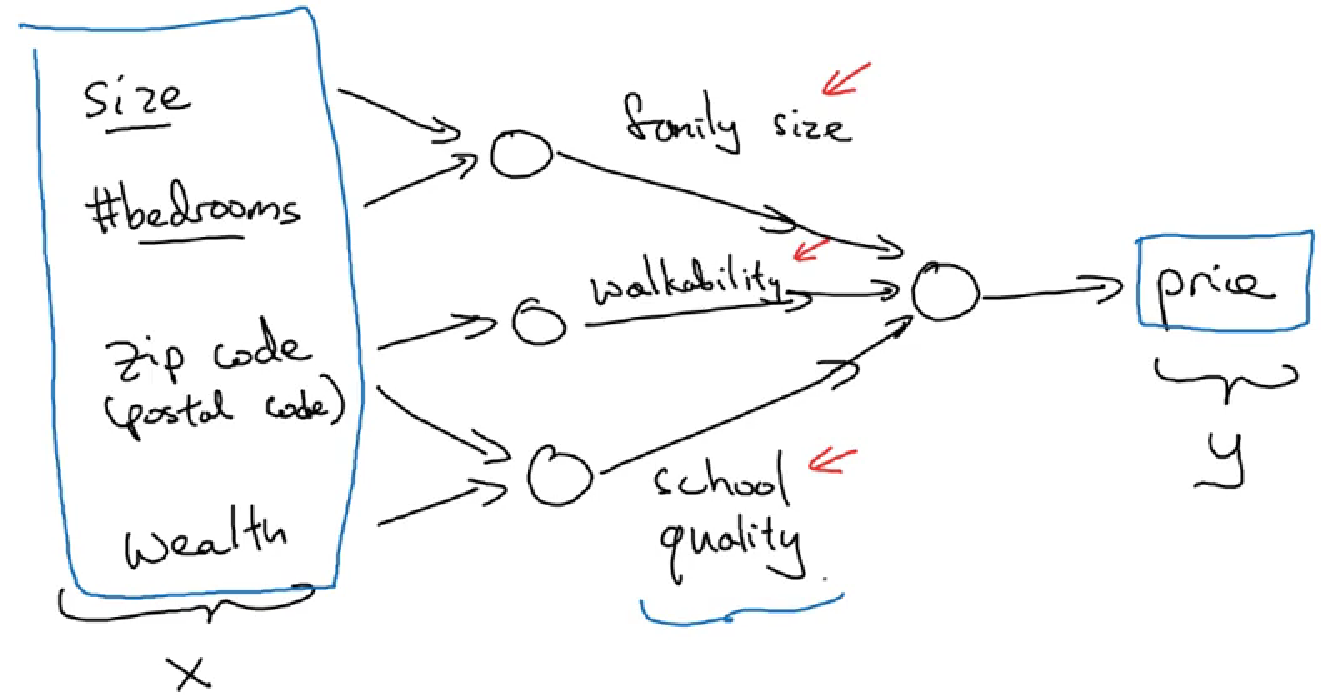 size
#bedrooms
zip code
(postal code)
wealth
x
family size
walkability
school
quality
price
y